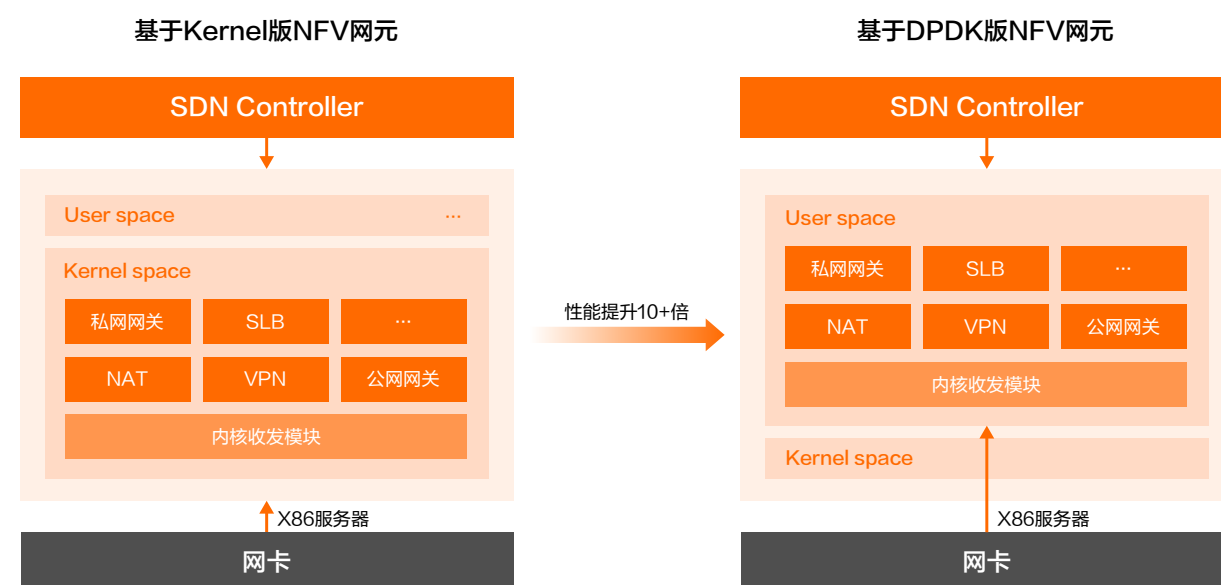 基于Kernel版NFV网元
SDN Controller
User space
…
Kernel space
私网网关
SLB
…
NAT
VPN
公网网关
内核收发模块
X86服务器
网卡
性能提升10+倍
基于DPDK版NFV网元
SDN Controller
User space
私网网关
SLB
…
NAT
VPN
公网网关
内核收发模块
Kernel space
X86服务器
网卡